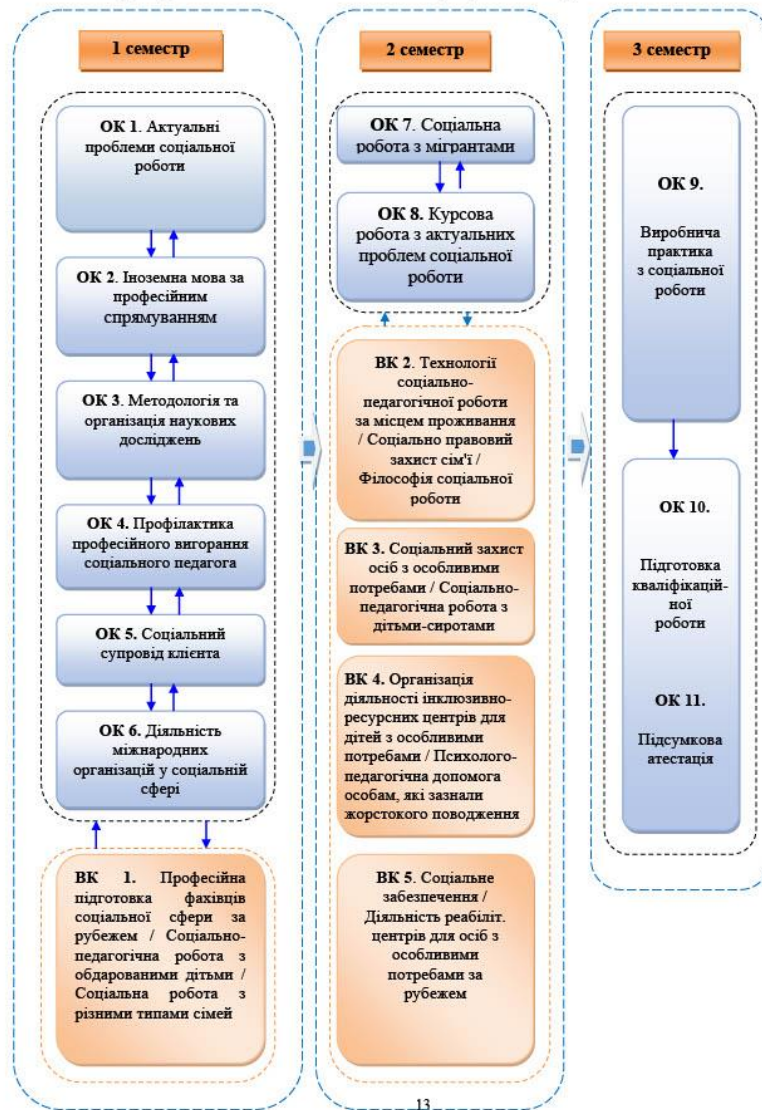 1 семестр
ОК 1. Актуальні
проблеми соціальної
роботи
ОК 2. Іноземна мова за
професійним
спрямуванням
ОК 3. Методологія та
організація наукових
досліджень
ОК 4. Профілактика
професійного вигорання
соціального педагога
ОК 5. Соціальний
супровід клієнта
ОК 6. Діяльність
міжнародних
організацій у соціальній
сфері
ВК 1. Професійна
підготовка фахівців
соціальної сфери за
рубежем / Соціально-
педагогічна робота з
обдарованими дітьми /
Соціальна робота з
різними типами сімей
2 семестр
ОК 7. Соціальна
робота з мігрантами
ОК 8. Курсова
робота з актуальних
проблем соціальної
роботи
ВК 2. Технології
соціально-
педагогічної роботи
за місцем проживання
/ Соціально правовий
захист сім'ї /
Філософія соціальної
роботи
ВК 3. Соціальний захист
осіб з особливими
потребами / Соціально-
педагогічна робота з
дітьми-сиротами
ВК 4. Організація
діяльності інклюзивно-
ресурсних центрів для
дітей з особливими
потребами / Психолого-
педагогічна допомога
особам, які зазнали
жорстокого поводження
ВК 5. Соціальне
забезпечення /
Діяльність реабіліт.
центрів для осіб з
особливими
потребами за
рубежем
3 семестр
ОК 9.
Виробнича
практика
з соціальної
роботи
ОК 10.
Підготовка
кваліфікацій-
ної
роботи
ОК 11.
Підсумкова
атестація
13